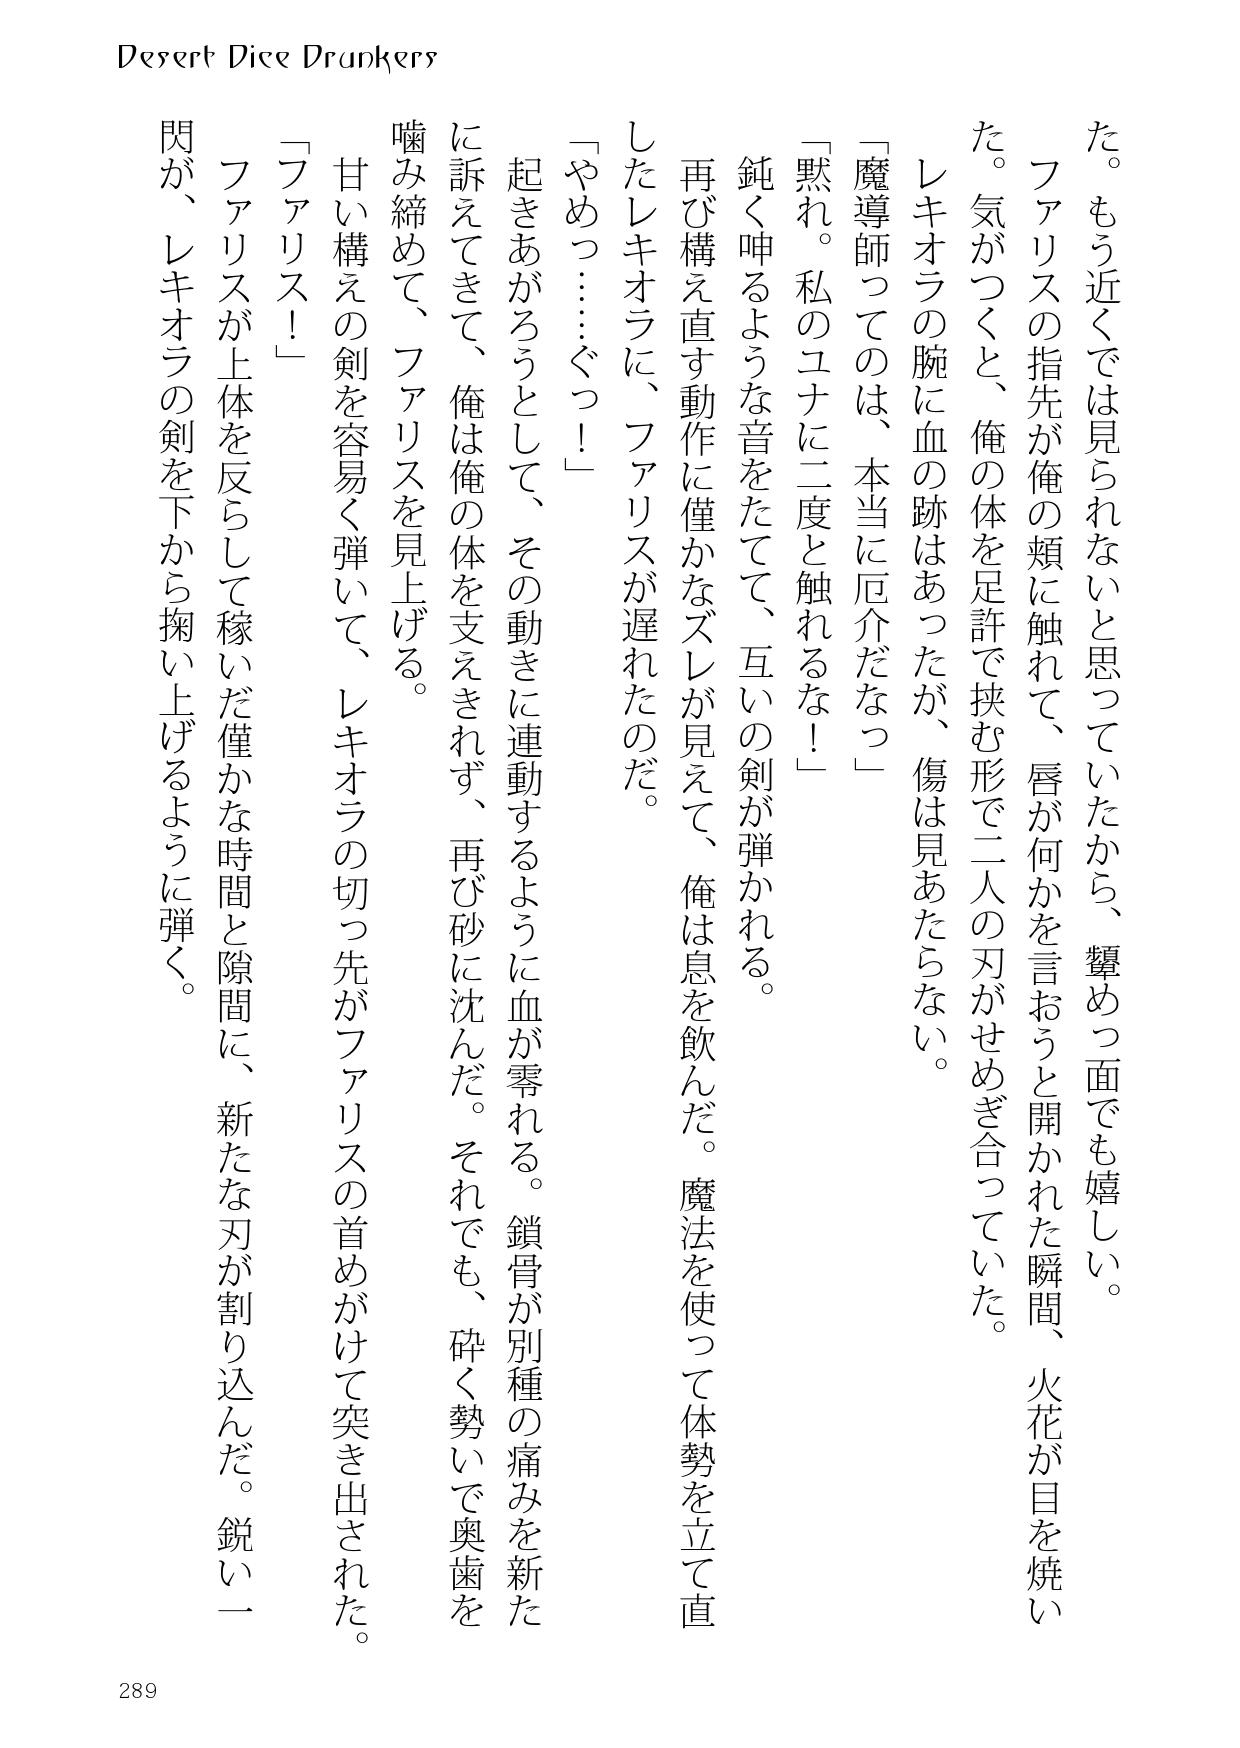 Desert Dice Drunkers
た。もう近くでは見られないと思っていたから、顰めっ面でも嬉しい。
　ファリスの指先が俺の頬に触れて、唇が何かを言おうと開かれた瞬間、火花が目を焼い
た。気がつくと、俺の体を足許で挟む形で二人の刃がせめぎ合っていた。
　レキオラの腕に血の跡はあったが、傷は見あたらない。
「魔導師ってのは、本当に厄介だなっ」
「黙れ。私のユナに二度と触れるな！」
　鈍く呻るような音をたてて、互いの剣が弾かれる。
　再び構え直す動作に僅かなズレが見えて、俺は息を飲んだ。魔法を使って体勢を立て直
したレキオラに、ファリスが遅れたのだ。
「やめっ……ぐっ！」
　起きあがろうとして、その動きに連動するように血が零れる。鎖骨が別種の痛みを新た
に訴えてきて、俺は俺の体を支えきれず、再び砂に沈んだ。それでも、砕く勢いで奥歯を
噛み締めて、ファリスを見上げる。
　甘い構えの剣を容易く弾いて、レキオラの切っ先がファリスの首めがけて突き出された。
「ファリス！」
　ファリスが上体を反らして稼いだ僅かな時間と隙間に、新たな刃が割り込んだ。鋭い一
閃が、レキオラの剣を下から掬い上げるように弾く。
289